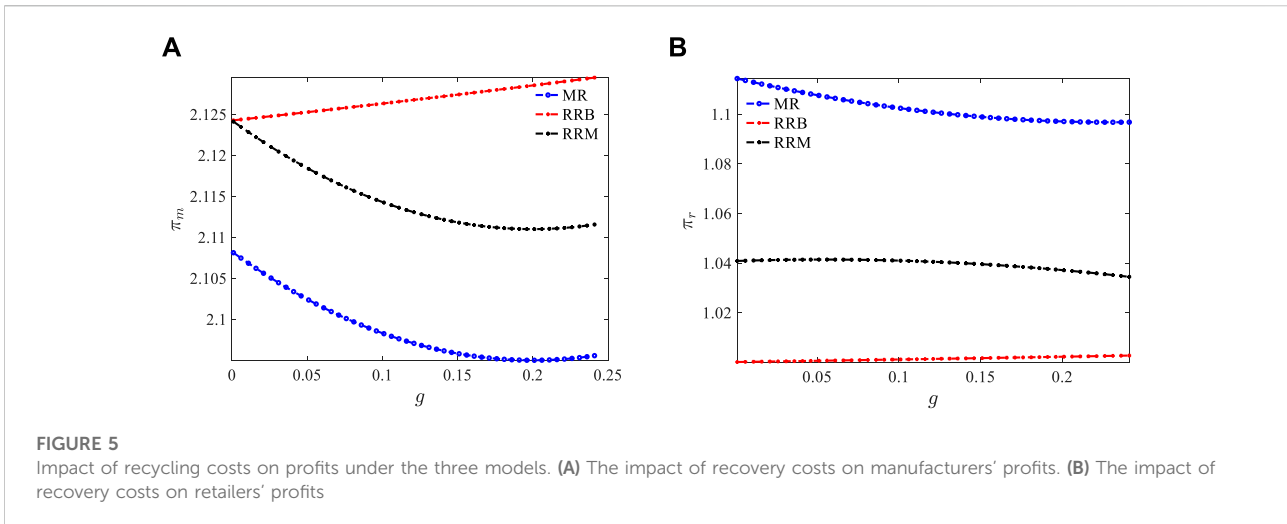 A
B
2.125
2.12
2.115
2.11
2.105
2.1
π_m
0 0.05 0.1 0.15 0.2 0.25
g
MR
RRB
RRM
1.1
1.08
1.06
1.04
1.02
π_r
0.05 0.1 0.15 0.2
g
MR
RRB
RRM
FIGURE 5
Impact of recycling costs on profits under the three models. (A) The impact of recovery costs on manufacturers' profits. (B) The impact of
recovery costs on retailers' profits